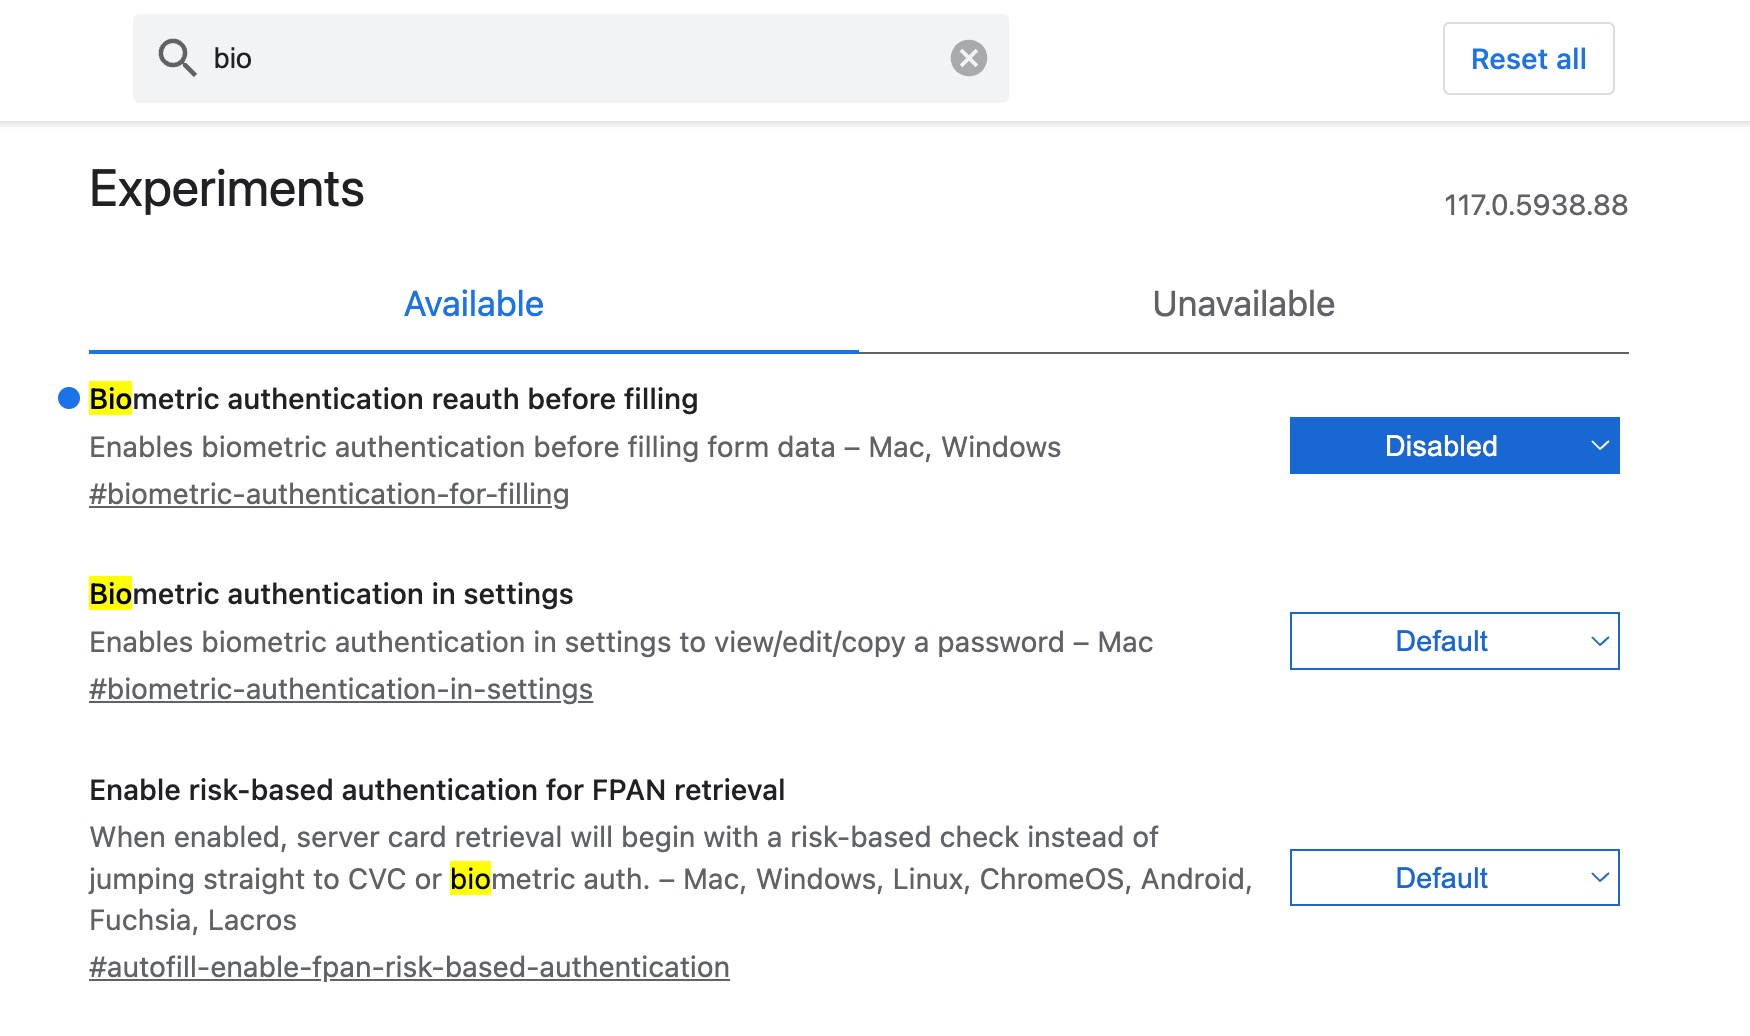 bio
Reset all
Experiments
117.0.5938.88
Available
Unavailable
Biometric authentication reauth before filling
Enables biometric authentication before filling form data – Mac, Windows
#biometric-authentication-for-filling
Disabled
Biometric authentication in settings
Enables biometric authentication in settings to view/edit/copy a password – Mac
#biometric-authentication-in-settings
Default
Enable risk-based authentication for FPAN retrieval
When enabled, server card retrieval will begin with a risk-based check instead of
jumping straight to CVC or biometric auth. – Mac, Windows, Linux, ChromeOS, Android,
Fuchsia, Lacros
#autofill-enable-fpan-risk-based-authentication
Default